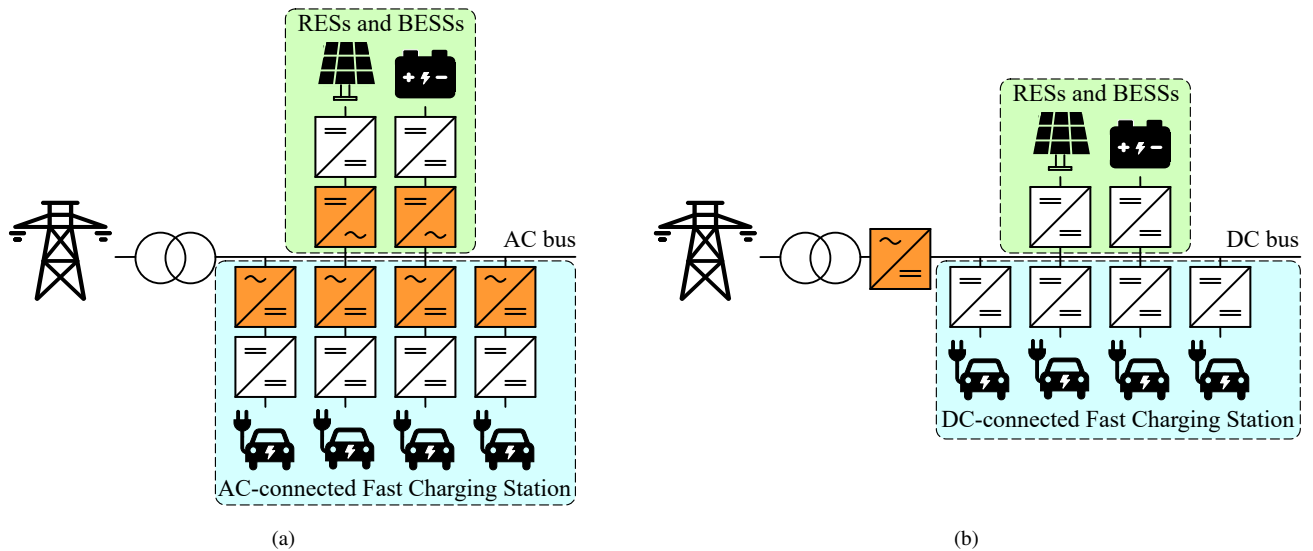 RESs and BESSs
AC bus
AC-connected Fast Charging Station
(a)
RESs and BESSs
DC bus
DC-connected Fast Charging Station
(b)